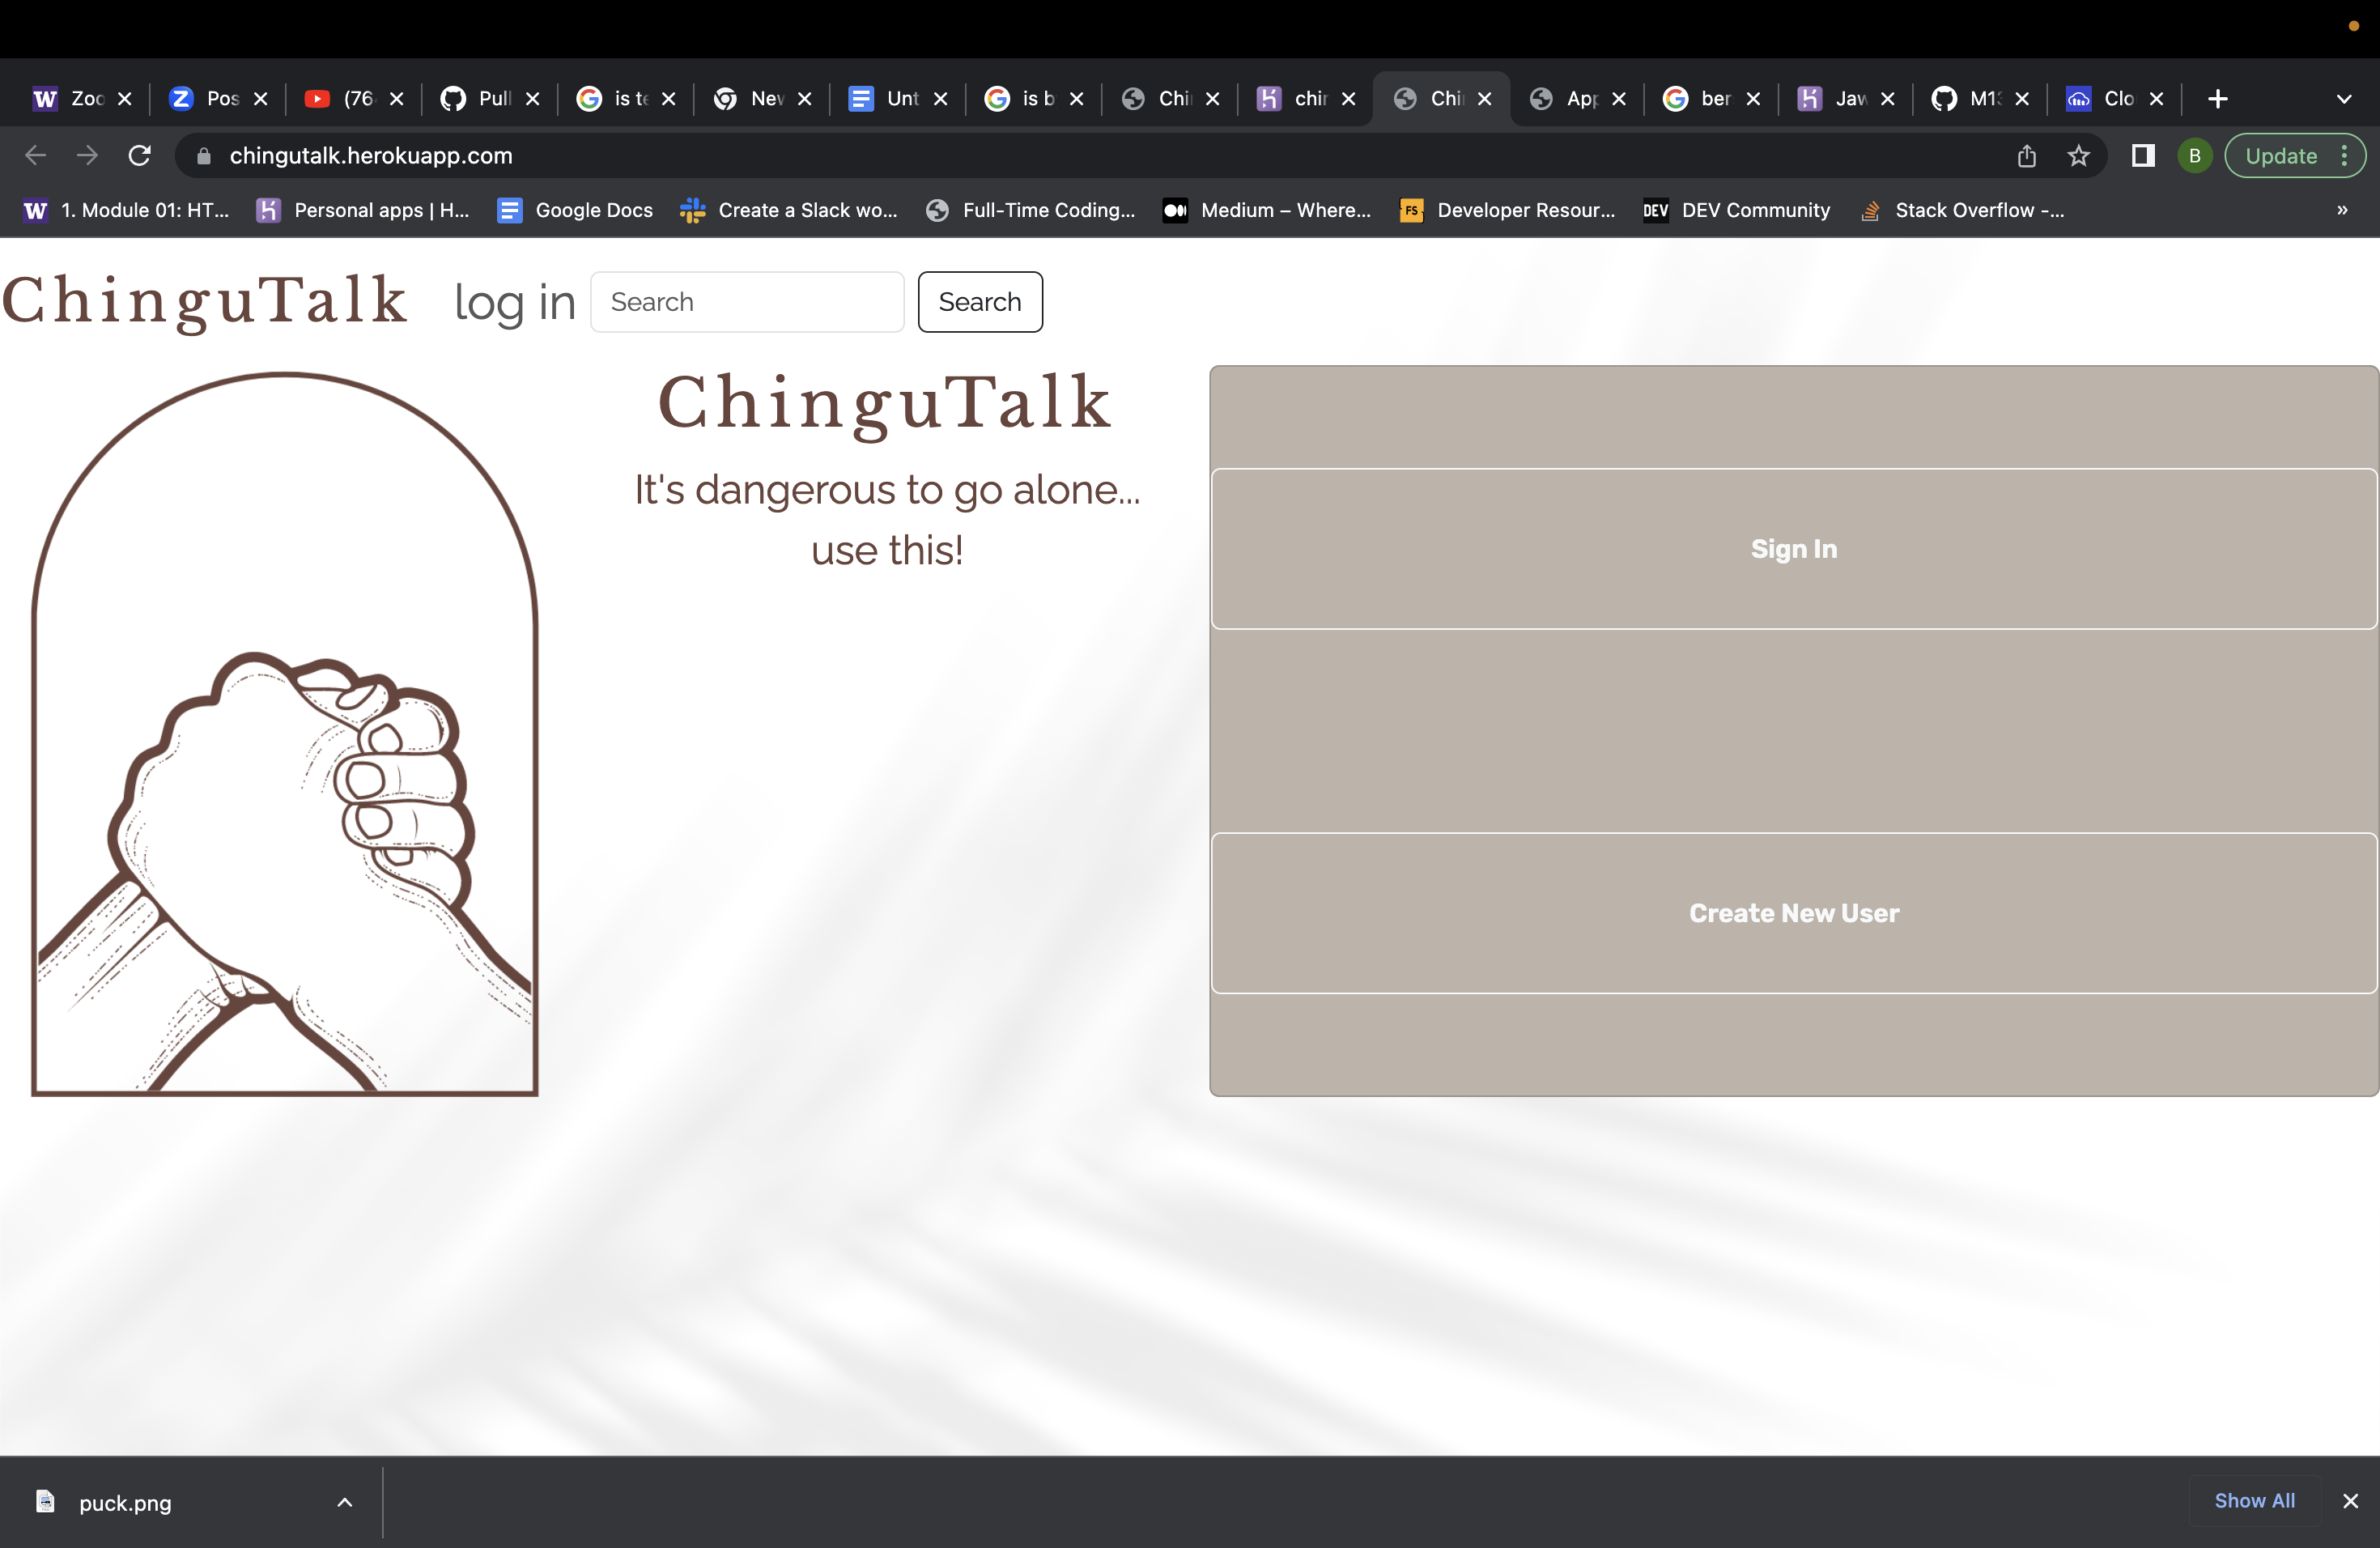 Zoo
Pos
(76
Pull
is te
New
Unt
is b
Chi
chir
Chi
App
ber
Jaw
M13
Clo
chingutalk.herokuapp.com
B
Update
1. Module 01: HT...
Personal apps | H...
Google Docs
Create a Slack wo...
Full-Time Coding...
Medium – Where...
FS
Developer Resour...
DEV
DEV Community
Stack Overflow -...
»
ChinguTalk
log in
Search
Search
ChinguTalk
It's dangerous to go alone...
use this!
Sign In
Create New User
puck.png
Show All